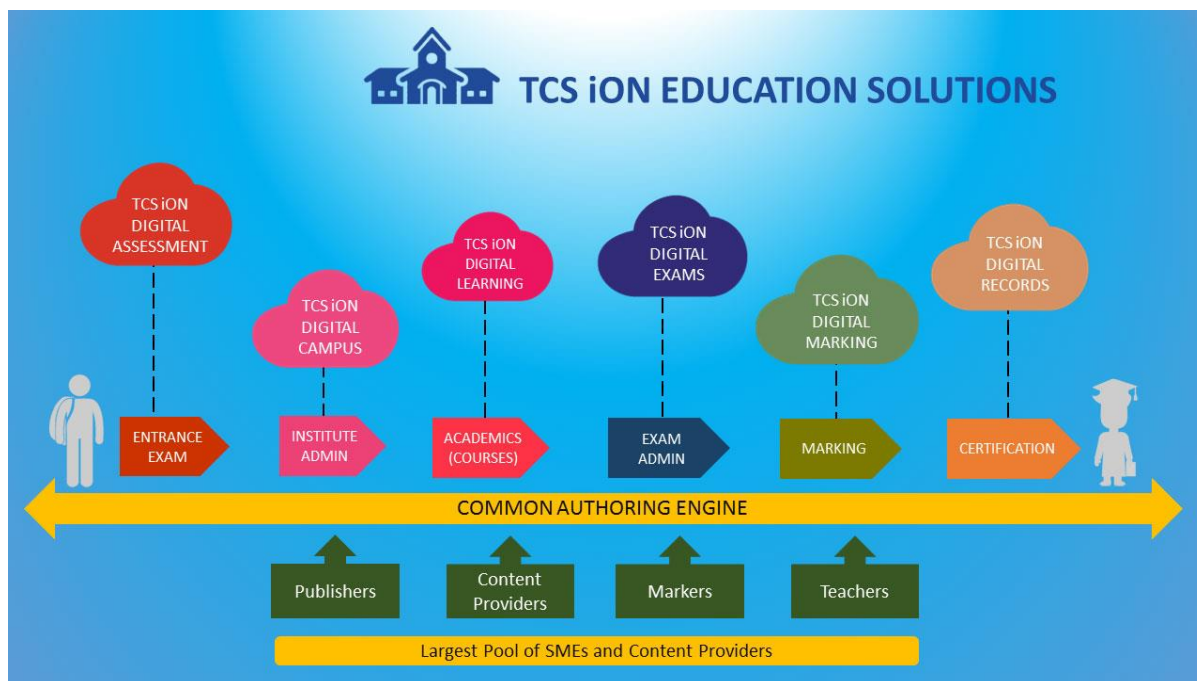 TCS iON EDUCATION SOLUTIONS
TCS iON
DIGITAL
ASSESSMENT
TCS iON
DIGITAL
CAMPUS
TCS iON
DIGITAL
LEARNING
TCS iON
DIGITAL
EXAMS
TCS iON
DIGITAL
MARKING
TCS iON
DIGITAL
RECORDS
ENTRANCE
EXAM
INSTITUTE
ADMIN
ACADEMICS
(COURSES)
EXAM
ADMIN
MARKING
CERTIFICATION
COMMON AUTHORING ENGINE
Publishers
Content
Providers
Markers
Teachers
Largest Pool of SMEs and Content Providers